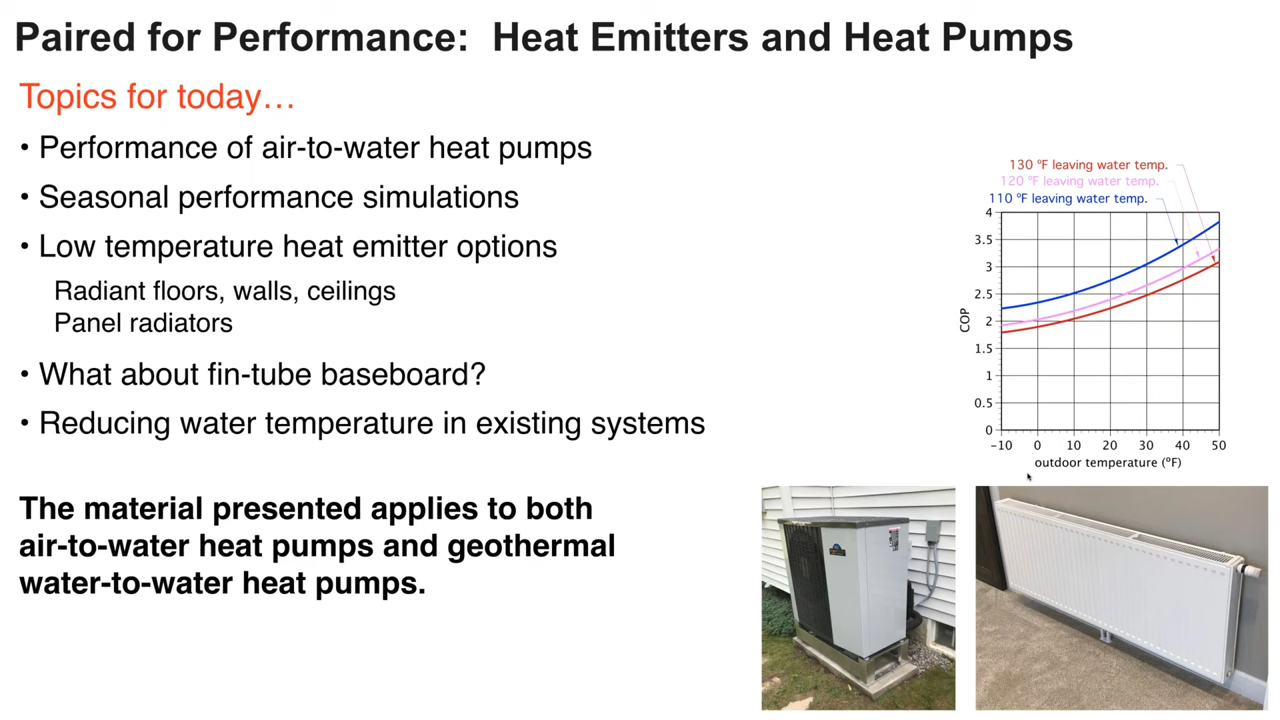 Paired for Performance: Heat Emitters and Heat Pumps
Topics for today…
• Performance of air-to-water heat pumps
• Seasonal performance simulations
• Low temperature heat emitter options
Radiant floors, walls, ceilings
Panel radiators
• What about fin-tube baseboard?
• Reducing water temperature in existing systems
The material presented applies to both
air-to-water heat pumps and geothermal
water-to-water heat pumps.
130 ºF leaving water temp.
120 ºF leaving water temp.
110 ºF leaving water temp.
4
3.5
3
2.5
2
1.5
1
0.5
0
COP
−10 0 10 20 30 40 50
outdoor temperature (ºF)